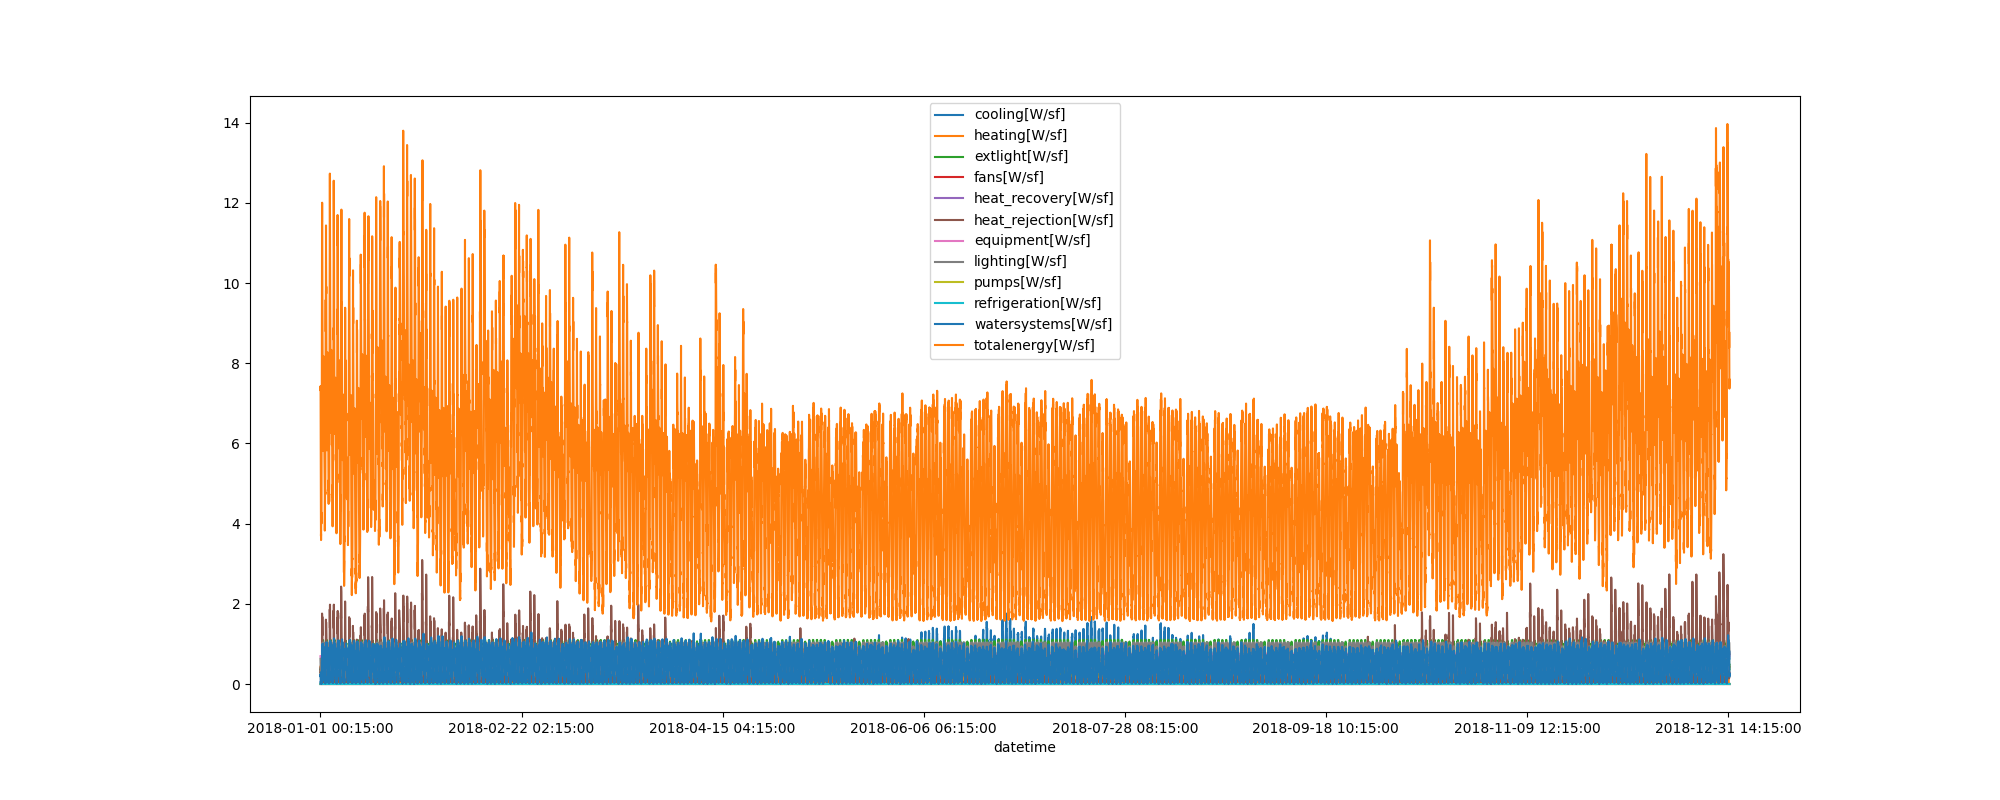 14
12
10
8
6
4
2
0
cooling[W/sf]
heating[W/sf]
extlight[W/sf]
fans[W/sf]
heat_recovery[W/sf]
heat_rejection[W/sf]
equipment[W/sf]
lighting[W/sf]
pumps[W/sf]
refrigeration[W/sf]
watersystems[W/sf]
totalenergy[W/sf]
2018-01-01 00:15:00 2018-02-22 02:15:00 2018-04-15 04:15:00 2018-06-06 06:15:00 2018-07-28 08:15:00 2018-09-18 10:15:00 2018-11-09 12:15:00 2018-12-31 14:15:00
datetime